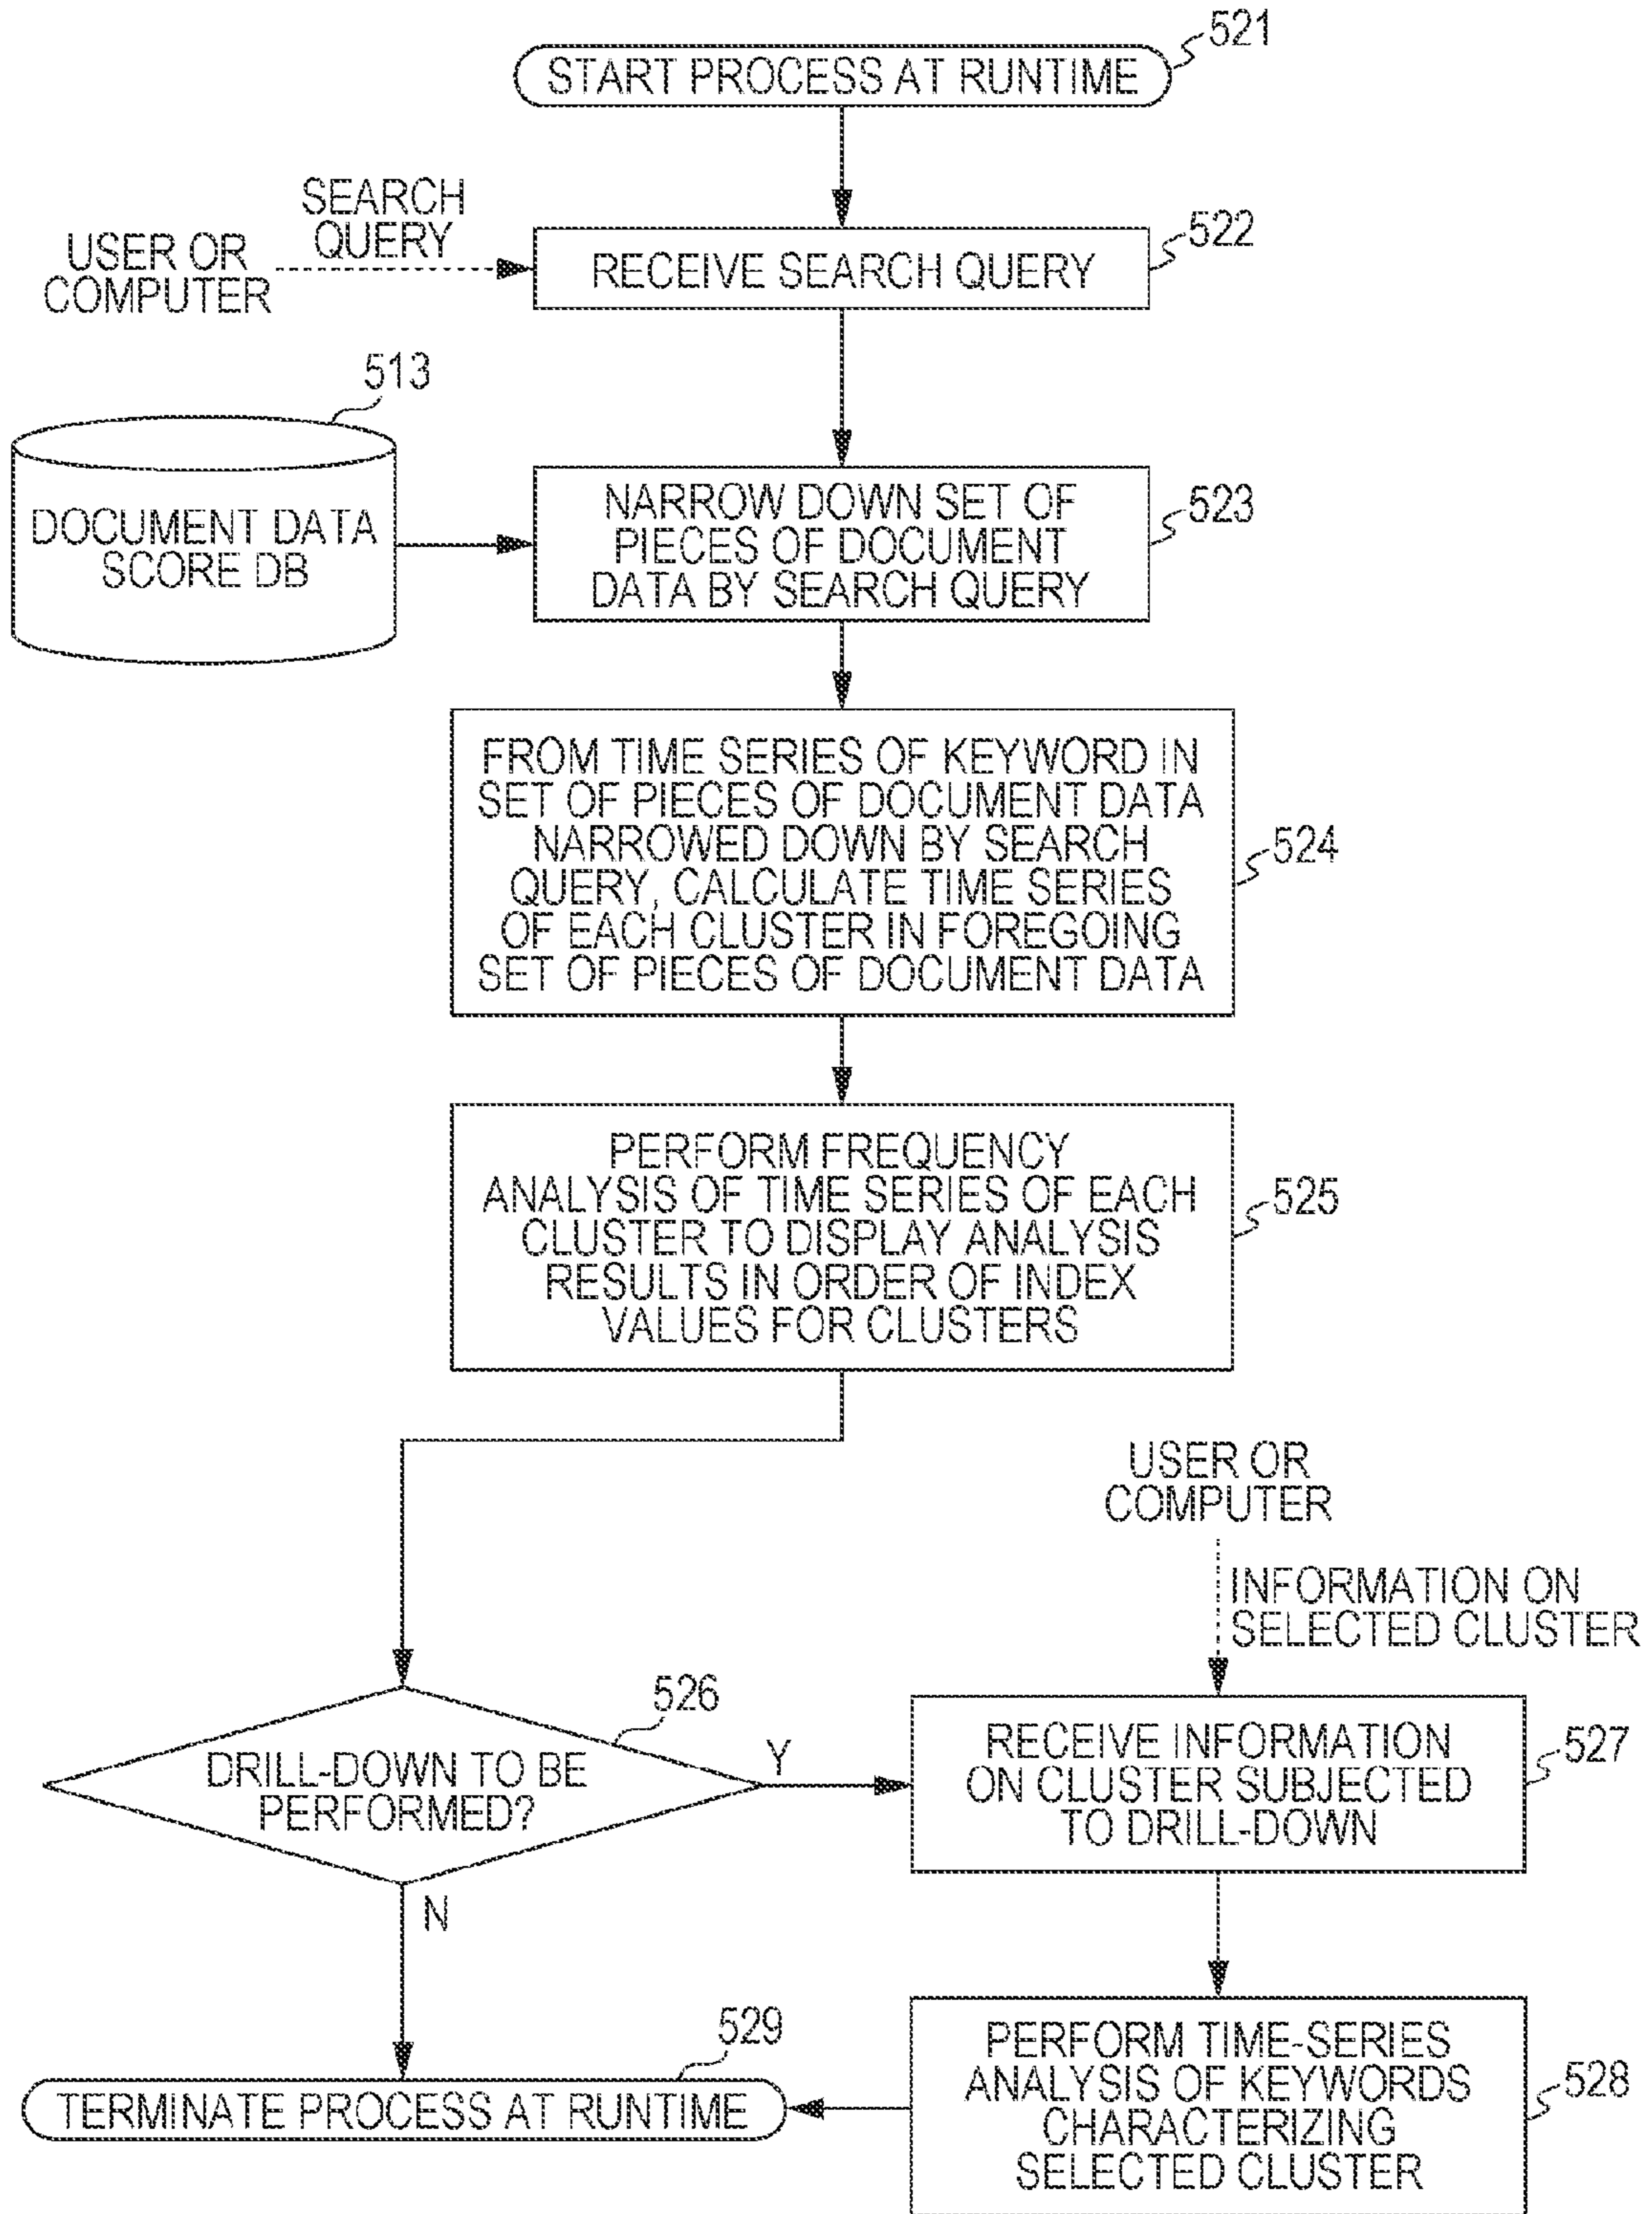 521
START PROCESS AT RUNTIME
SEARCH
QUERY
USER OR
COMPUTER
522
RECEIVE SEARCH QUERY
513
DOCUMENT DATA
SCORE DB
523
NARROW DOWN SET OF
PIECES OF DOCUMENT
DATA BY SEARCH QUERY
FROM TIME SERIES OF KEYWORD IN
SET OF PIECES OF DOCUMENT DATA
NARROWED DOWN BY SEARCH
QUERY, CALCULATE TIME SERIES
OF EACH CLUSTER IN FOREGOING
SET OF PIECES OF DOCUMENT DATA
524
PERFORM FREQUENCY
ANALYSIS OF TIME SERIES OF EACH
CLUSTER TO DISPLAY ANALYSIS
RESULTS IN ORDER OF INDEX
VALUES FOR CLUSTERS
525
USER OR
COMPUTER
INFORMATION ON
SELECTED CLUSTER
526
DRILL-DOWN TO BE
PERFORMED?
Y
N
RECEIVE INFORMATION
ON CLUSTER SUBJECTED
TO DRILL-DOWN
527
529
TERMINATE PROCESS AT RUNTIME
PERFORM TIME-SERIES
ANALYSIS OF KEYWORDS
CHARACTERIZING
SELECTED CLUSTER
528